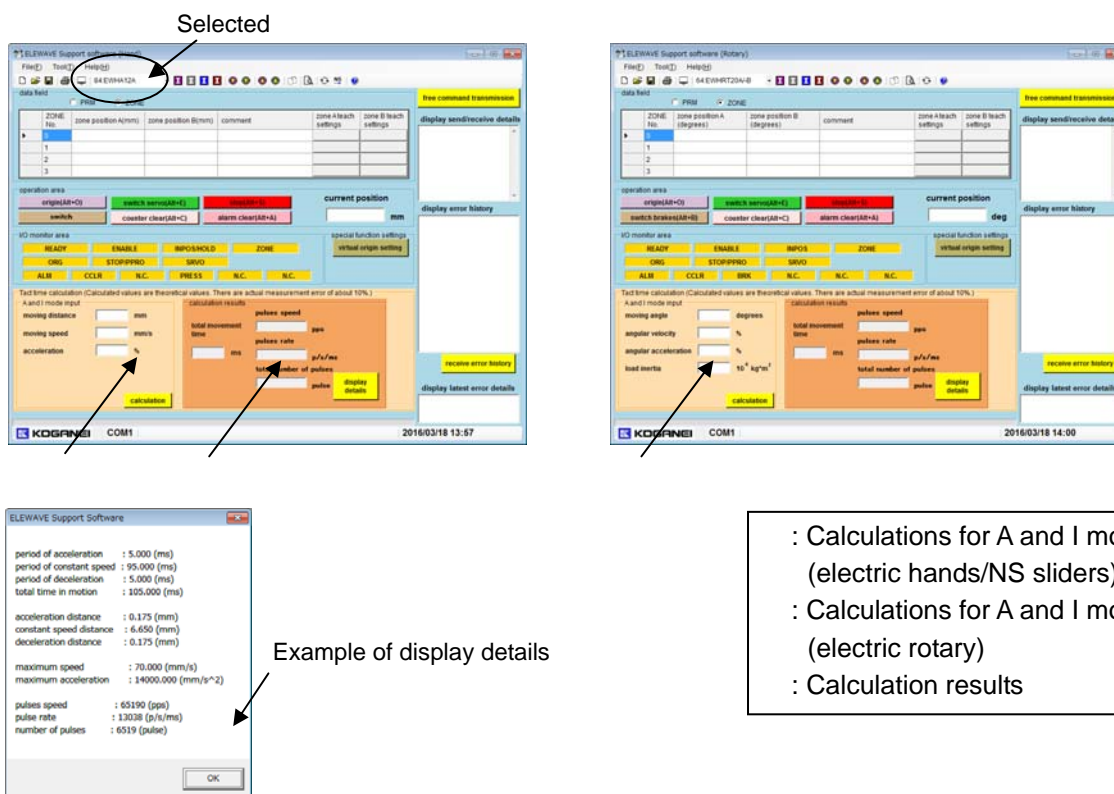 Selected
ELEWAVE Support software (Hand)
File(F) Tool(T) Help(H)
84:EWHA12A
data field
PRM ZONE
free command transmission
ZONE No. zone position A(mm) zone position B(mm) comment zone A teach settings zone B teach settings
0
1
2
3
display send/receive details
operation area
origin(Alt+O) switch servo(Alt+E)
switch counter clear(Alt+C) alarm clear(Alt+A)
current position
mm
display error history
I/O monitor area
READY ENABLE INPOS/HOLD ZONE
ORG STOP/PPRO SRVO
ALM CCLR N.C. PRESS N.C. N.C.
special function settings
virtual origin setting
Tact time calculation (Calculated values are theoretical values. There are actual measurement error of about 10%.)
A and I mode input
moving distance mm
moving speed mm/s
acceleration %
calculation
calculation results
total movement time ms
pulses speed
pps
pulses rate
p/s/ms
total number of pulses
pulse
display details
receive error history
display latest error details
KOGANEI COM1 2016/03/18 13:57
ELEWAVE Support software (Rotary)
File(F) Tool(T) Help(H)
64:EWHRT20A/-B
data field
PRM ZONE
free command transmission
ZONE No. zone position A (degrees) zone position B (degrees) comment zone A teach settings zone B teach settings
0
1
2
3
display send/receive deta
operation area
origin(Alt+O) switch servo(Alt+E)
switch brakes(Alt+B) counter clear(Alt+C) alarm clear(Alt+A)
current position
deg
display error history
I/O monitor area
READY ENABLE INPOS ZONE
ORG STOP/PPRO SRVO
ALM CCLR BRK N.C. N.C. N.C.
special function settings
virtual origin setting
Tact time calculation (Calculated values are theoretical values. There are actual measurement error of about 10%.)
A and I mode input
moving angle degrees
angular velocity %
angular acceleration %
load inertia kg*m
calculation
calculation results
total movement time ms
pulses speed
pps
pulses rate
p/s/ms
total number of pulses
pulse
display details
receive error history
display latest error details
KOGANEI COM1 2016/03/18 14:00
ELEWAVE Support Software
period of acceleration : 5.000 (ms)
period of constant speed : 95.000 (ms)
period of deceleration : 5.000 (ms)
total time in motion : 105.000 (ms)
acceleration distance : 0.175 (mm)
constant speed distance : 6.650 (mm)
deceleration distance : 0.175 (mm)
maximum speed : 70.000 (mm/s)
maximum acceleration : 14000.000 (mm/s^2)
pulses speed : 65190 (pps)
pulse rate : 13038 (p/s/ms)
number of pulses : 6519 (pulse)
OK
Example of display details
: Calculations for A and I mo
(electric hands/NS sliders)
: Calculations for A and I mo
(electric rotary)
: Calculation results